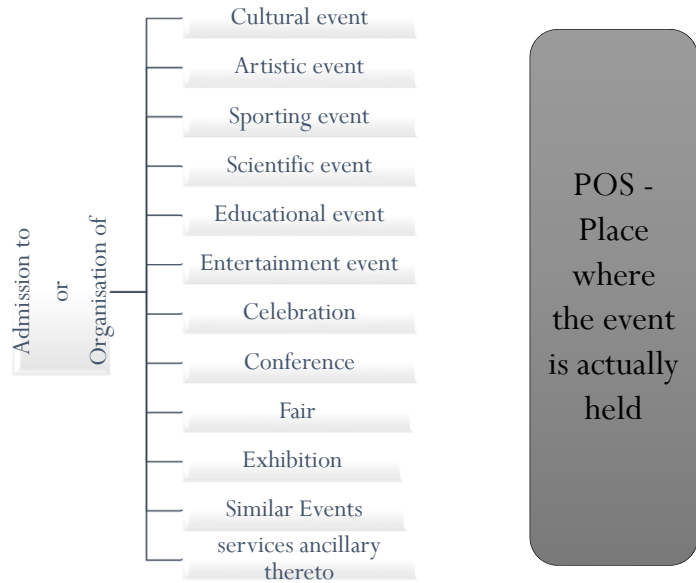 Admission to
or
Organisation of
Cultural event
Artistic event
Sporting event
Scientific event
Educational event
Entertainment event
Celebration
Conference
Fair
Exhibition
Similar Events
services ancillary
thereto
POS -
Place
where
the event
is actually
held